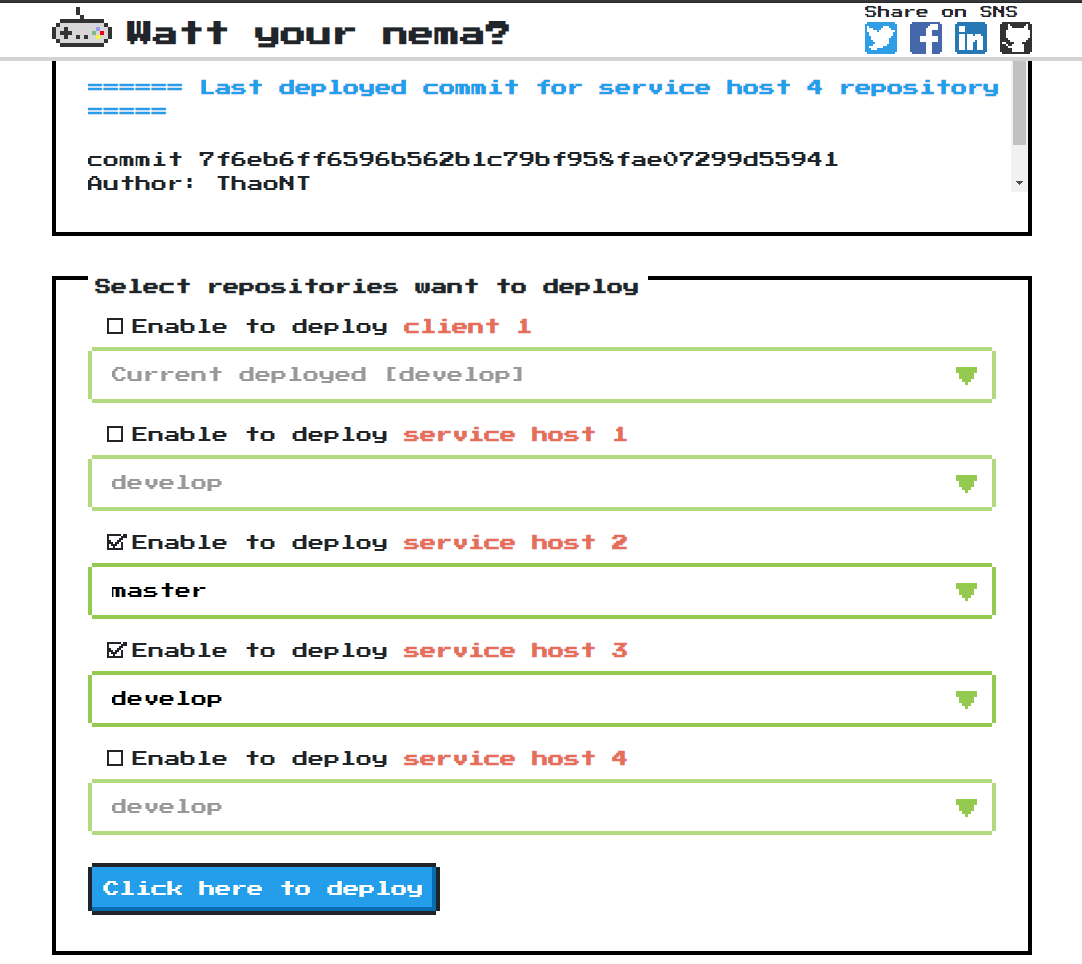 Share on SNS
Watt your nema?
====== Last deployed commit for service host 4 repository
=====
commit 7f6eb6ff6596b562b1c79bf958fae07299d55941
Author: ThaoNT
Select repositories want to deploy
Enable to deploy client 1
Current deployed [develop]
Enable to deploy service host 1
develop
Enable to deploy service host 2
master
Enable to deploy service host 3
develop
Enable to deploy service host 4
develop
Click here to deploy